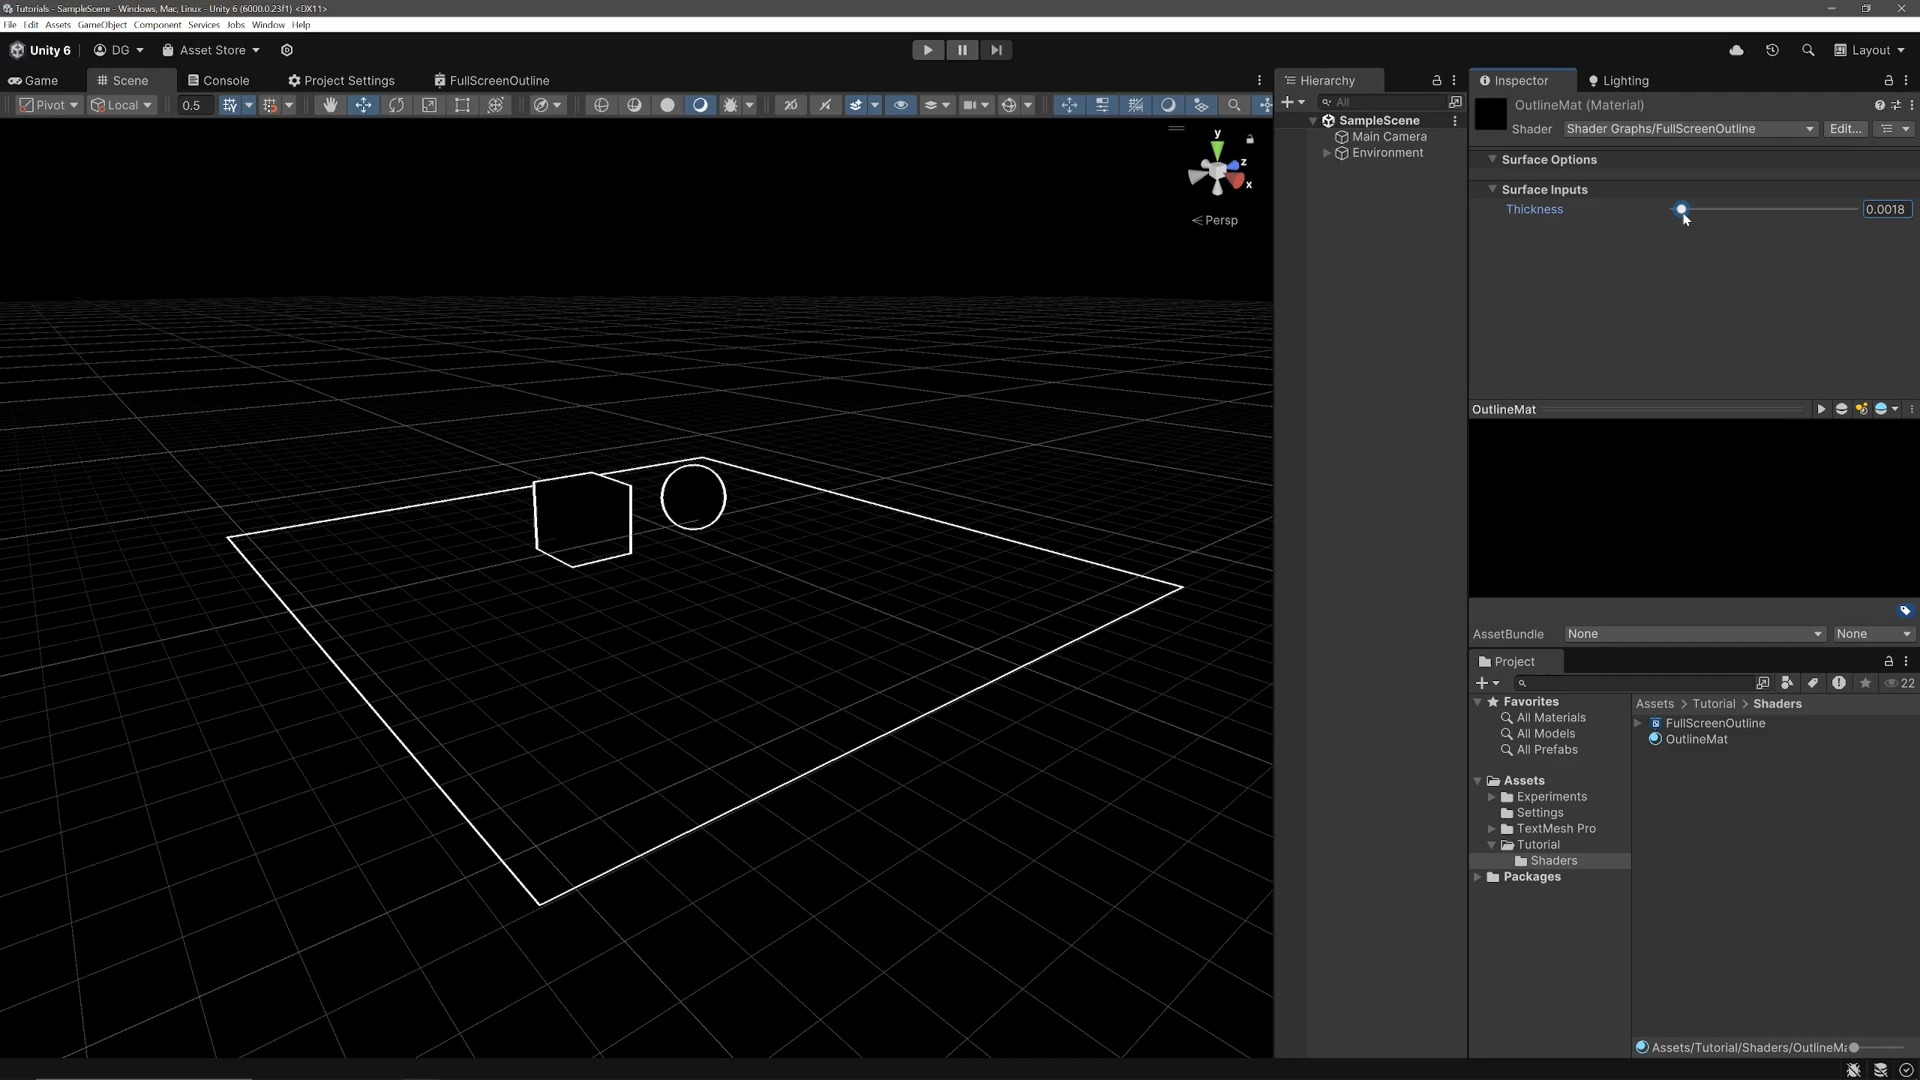 Tutorials - SampleScene - Windows, Mac, Linux - Unity 6 (6000.0.23f1) <DX11>
File Edit Assets GameObject Component Services Jobs Window Help
Unity 6 DG Asset Store Layout
Game Scene Console Project Settings FullScreenOutline
Pivot Local 0.5
y
z
x
Persp
Hierarchy
All
SampleScene
Main Camera
Environment
Inspector Lighting
OutlineMat (Material)
Shader Shader Graphs/FullScreenOutline Edit...
Surface Options
Surface Inputs
Thickness 0.0018
OutlineMat
AssetBundle None None
Project
22
Favorites
All Materials
All Models
All Prefabs
Assets
Experiments
Settings
TextMesh Pro
Tutorial
Shaders
Packages
Assets > Tutorial > Shaders
FullScreenOutline
OutlineMat
Assets/Tutorial/Shaders/OutlineMa